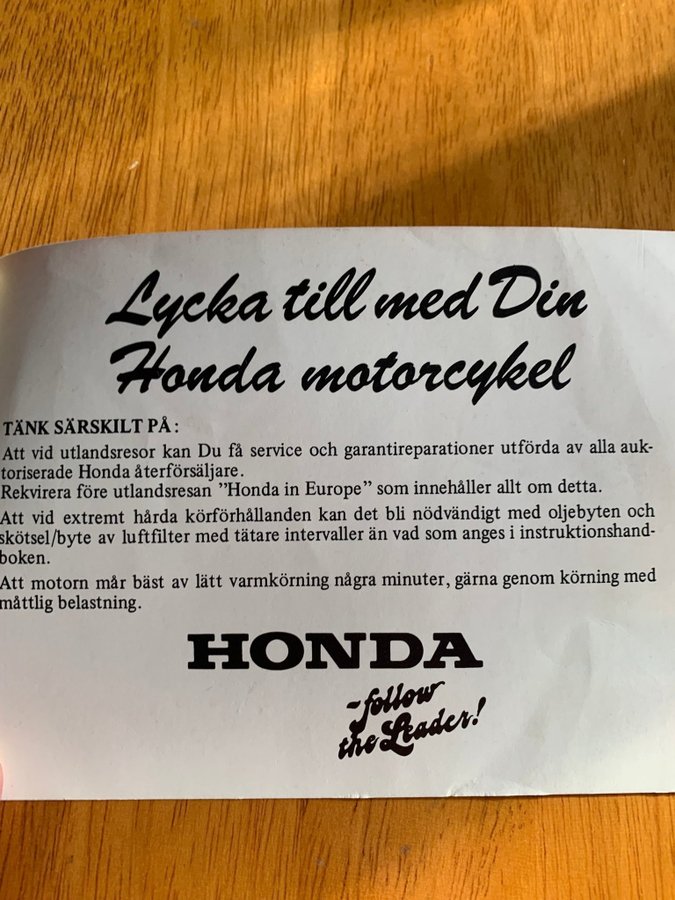 Lycka till med Din
Honda motorcykel
TÄNK SÄRSKILT PÅ:
Att vid utlandsresor kan Du få service och garantireparationer utförda av alla auk-
toriserade Honda återförsäljare.
Rekvirera före utlandsresan ”Honda in Europe” som innehåller allt om detta.
Att vid extremt hårda körförhållanden kan det bli nödvändigt med oljebyten och
skötsel/byte av luftfilter med tätare intervaller än vad som anges i instruktionshand-
boken.
Att motorn mår bäst av lätt varmkörning några minuter, gärna genom körning med
måttlig belastning.
HONDA
-follow
the Leader!